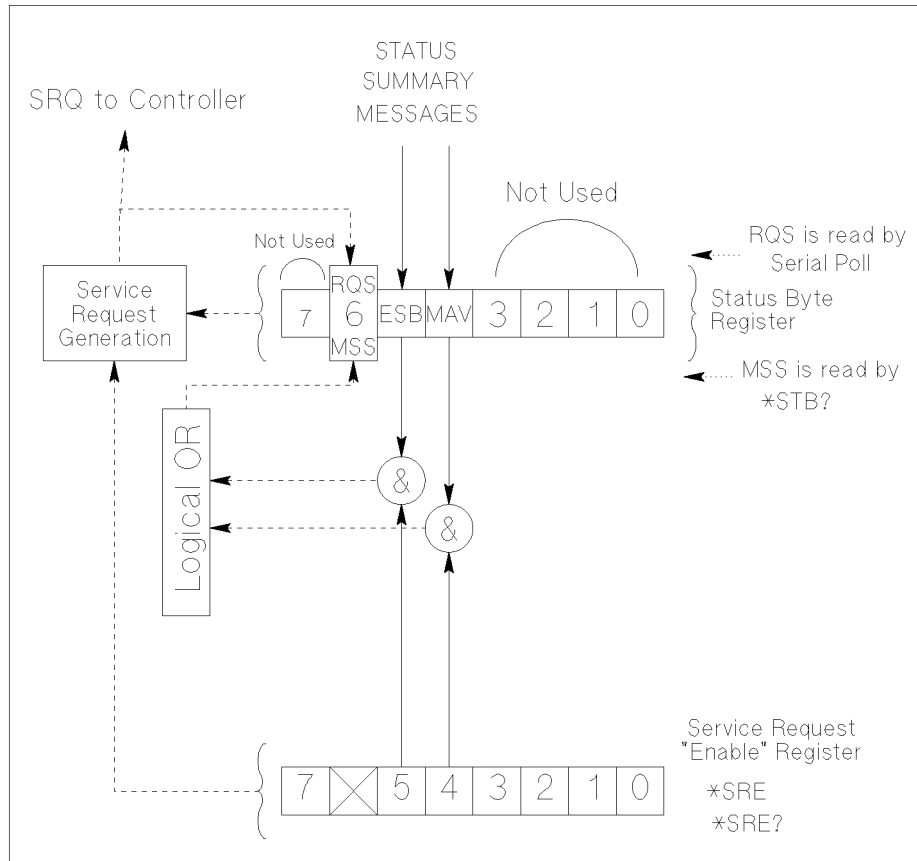 STATUS
SUMMARY
MESSAGES
SRQ to Controller
Not Used
Not Used
RQS is read by
Serial Poll
Service
Request
Generation
7
RQS
6
MSS
ESB
MAV
3
2
1
0
Status Byte
Register
MSS is read by
*STB?
&
&
Logical OR
Service Request
"Enable" Register
*SRE
*SRE?
7
5
4
3
2
1
0